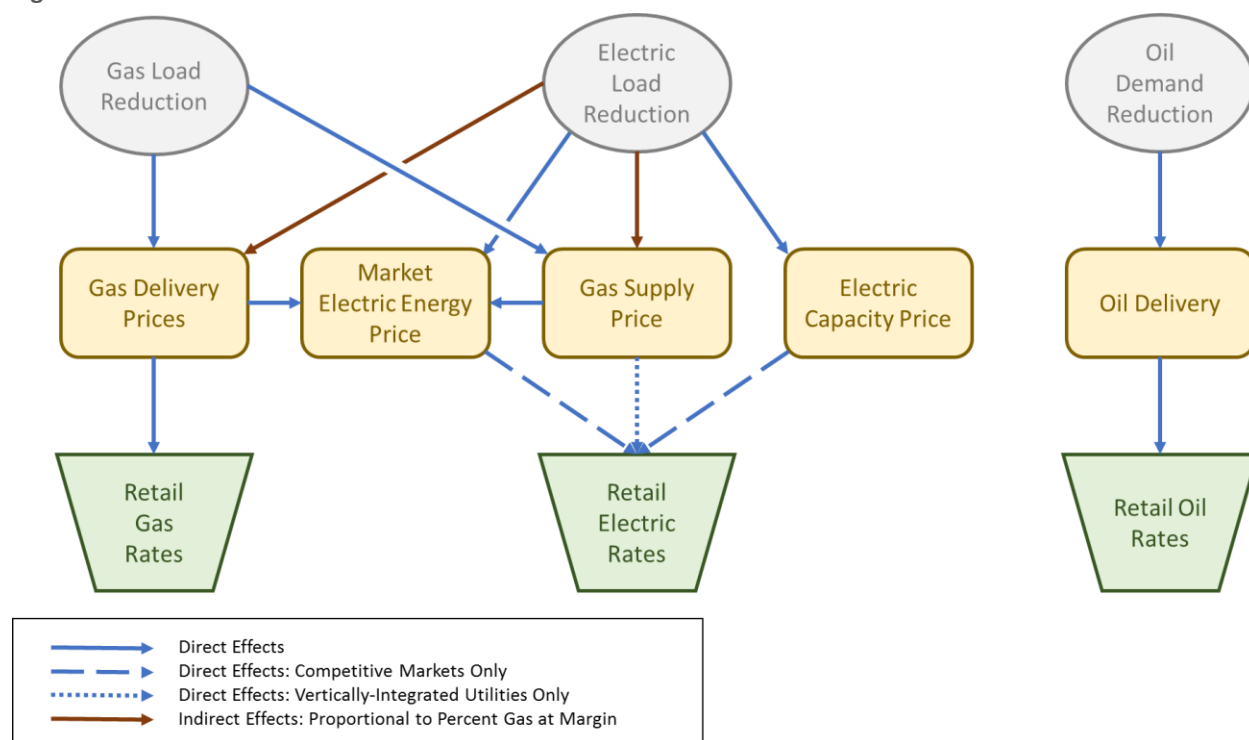 Gas Load
Reduction
Electric
Load
Reduction
Oil
Demand
Reduction
Gas Delivery
Prices
Market
Electric Energy
Price
Gas Supply
Price
Electric
Capacity Price
Oil Delivery
Retail
Gas
Rates
Retail
Electric
Rates
Retail Oil
Rates
Direct Effects
Direct Effects: Competitive Markets Only
Direct Effects: Vertically-Integrated Utilities Only
Indirect Effects: Proportional to Percent Gas at Margin